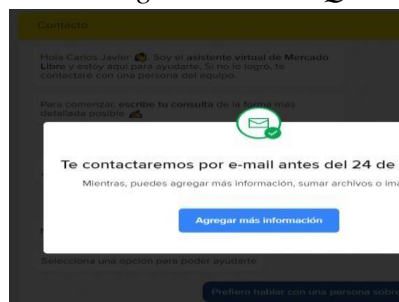 Contacto
Hola Carlos Javier. Soy el asistente virtual de Mercado
Libre y estoy aquí para ayudarte. Si no lo logro, te
contactaré con una persona del equipo.
Para comenzar, escribe tu consulta de la forma más
detallada posible
Te contactaremos por e-mail antes del 24 de
Mientras, puedes agregar más información, sumar archivos o
Agregar más información
Selecciona una opción para poder ayudarte
Prefiero hablar con una persona